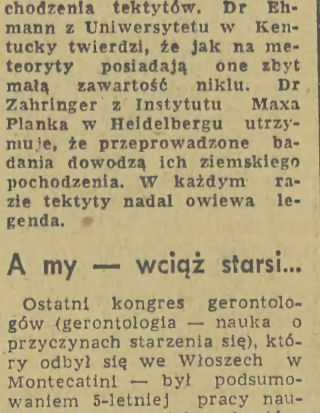 chodzenia tektytów. Dr Eh-
mann z Uniwersytetu w Ken-
tucky twierdzi, że jak na me-
teoryty posiadają one zbyt
małą zawartość niklu. Dr
Zahringer z Instytutu Maxa
Planka w Heidelbergu utrzy-
muje, że przeprowadzone ba-
dania dowodzą ich ziemskiego
pochodzenia. W każdym ra-
zie tektyty nadal owiewa le-
genda.
A my — wciąż starsi...
Ostatni kongres gerontolo-
gów (gerontologia — nauka o
przyczynach starzenia się), któ-
ry odbył się we Włoszech w
Montecatini — był podsumo-
waniem 5-letniej pracy nau-